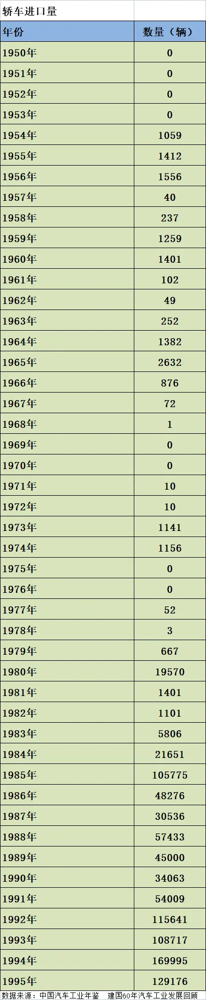 轿车进口量
年份 数量（辆）
1950年 0
1951年 0
1952年 0
1953年 0
1954年 1059
1955年 1412
1956年 1556
1957年 40
1958年 237
1959年 1259
1960年 1401
1961年 102
1962年 49
1963年 252
1964年 1382
1965年 2632
1966年 876
1967年 72
1968年 1
1969年 0
1970年 0
1971年 10
1972年 10
1973年 1141
1974年 1156
1975年 0
1976年 0
1977年 52
1978年 3
1979年 667
1980年 19570
1981年 1401
1982年 1101
1983年 5806
1984年 21651
1985年 105775
1986年 48276
1987年 30536
1988年 57433
1989年 45000
1990年 34063
1991年 54009
1992年 115641
1993年 108717
1994年 169995
1995年 129176
数据来源：中国汽车工业年鉴 建国60年汽车工业发展回顾